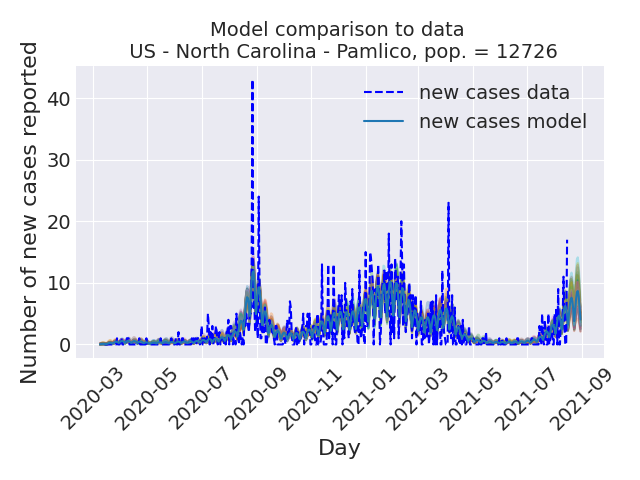 Model comparison to data
US - North Carolina - Pamlico, pop. = 12726
Number of new cases reported
40
30
20
10
0
new cases data
new cases model
2020-03
2020-05
2020-07
2020-09
2020-11
2021-01
2021-03
2021-05
2021-07
2021-09
Day